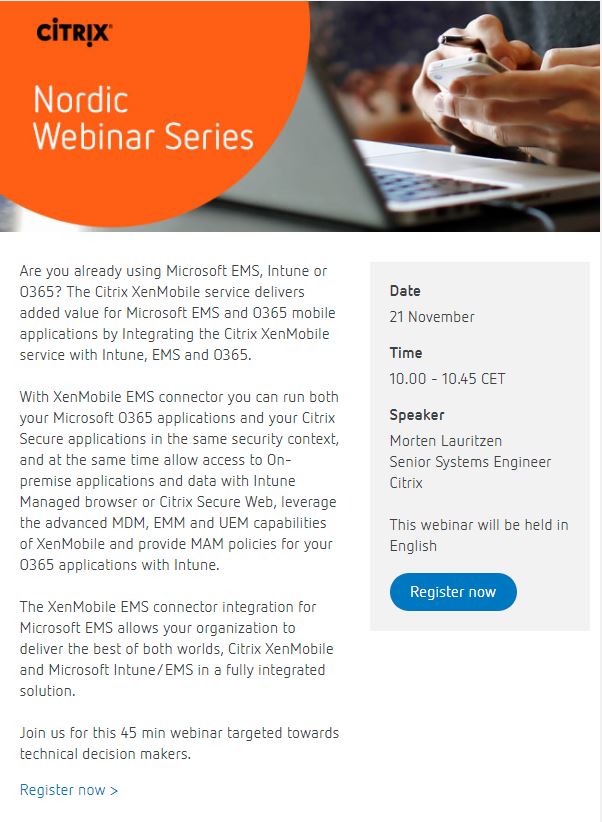 CİTRIX®
Nordic
Webinar Series
Are you already using Microsoft EMS, Intune or
O365? The Citrix XenMobile service delivers
added value for Microsoft EMS and O365 mobile
applications by Integrating the Citrix XenMobile
service with Intune, EMS and O365.
With XenMobile EMS connector you can run both
your Microsoft O365 applications and your Citrix
Secure applications in the same security context,
and at the same time allow access to On-
premise applications and data with Intune
Managed browser or Citrix Secure Web, leverage
the advanced MDM, EMM and UEM capabilities
of XenMobile and provide MAM policies for your
O365 applications with Intune.
The XenMobile EMS connector integration for
Microsoft EMS allows your organization to
deliver the best of both worlds, Citrix XenMobile
and Microsoft Intune/EMS in a fully integrated
solution.
Join us for this 45 min webinar targeted towards
technical decision makers.
Register now >
Date
21 November
Time
10.00 - 10.45 CET
Speaker
Morten Lauritzen
Senior Systems Engineer
Citrix
This webinar will be held in
English
Register now